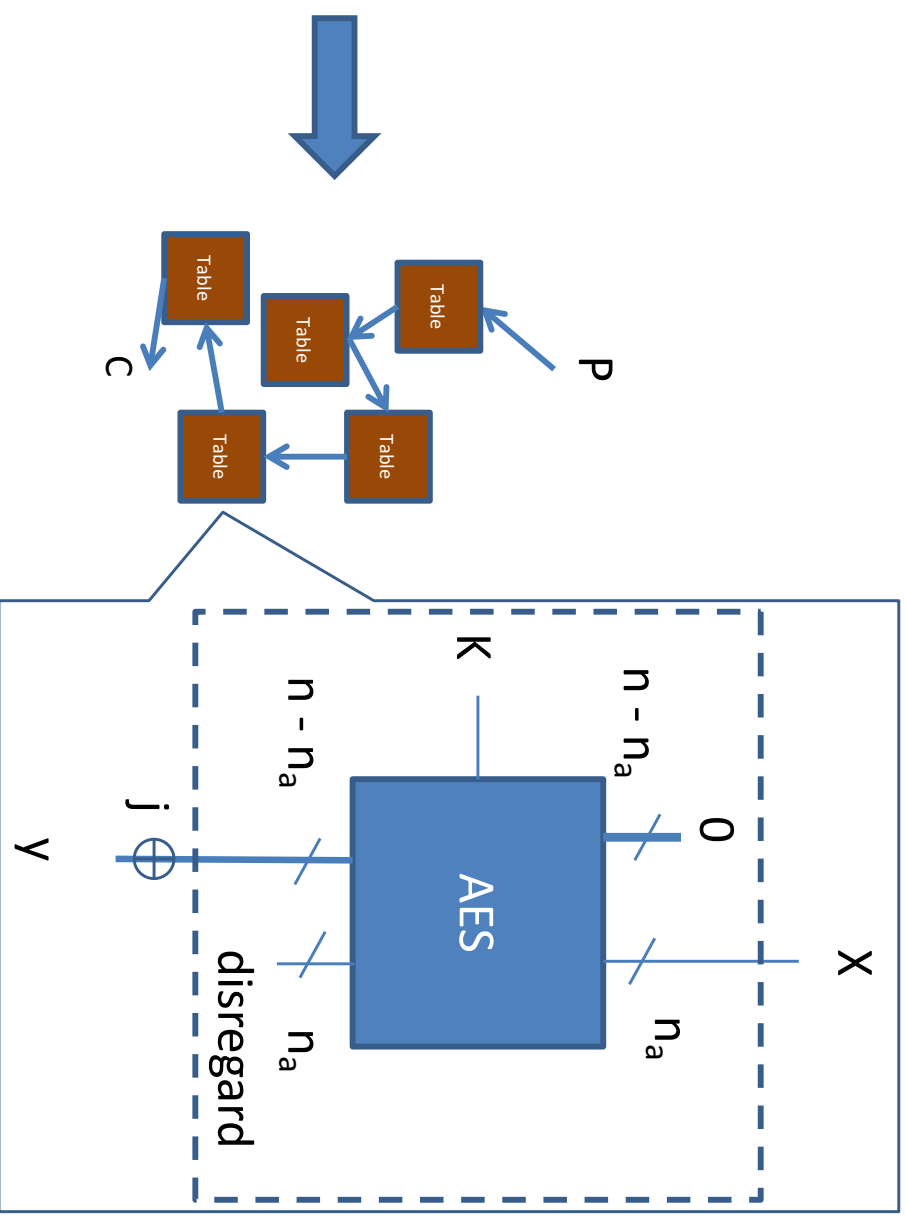 P
Table
Table
Table
Table
Table
C
X
0
n - nₐ
nₐ
K
AES
n - nₐ
nₐ
disregard
j
y